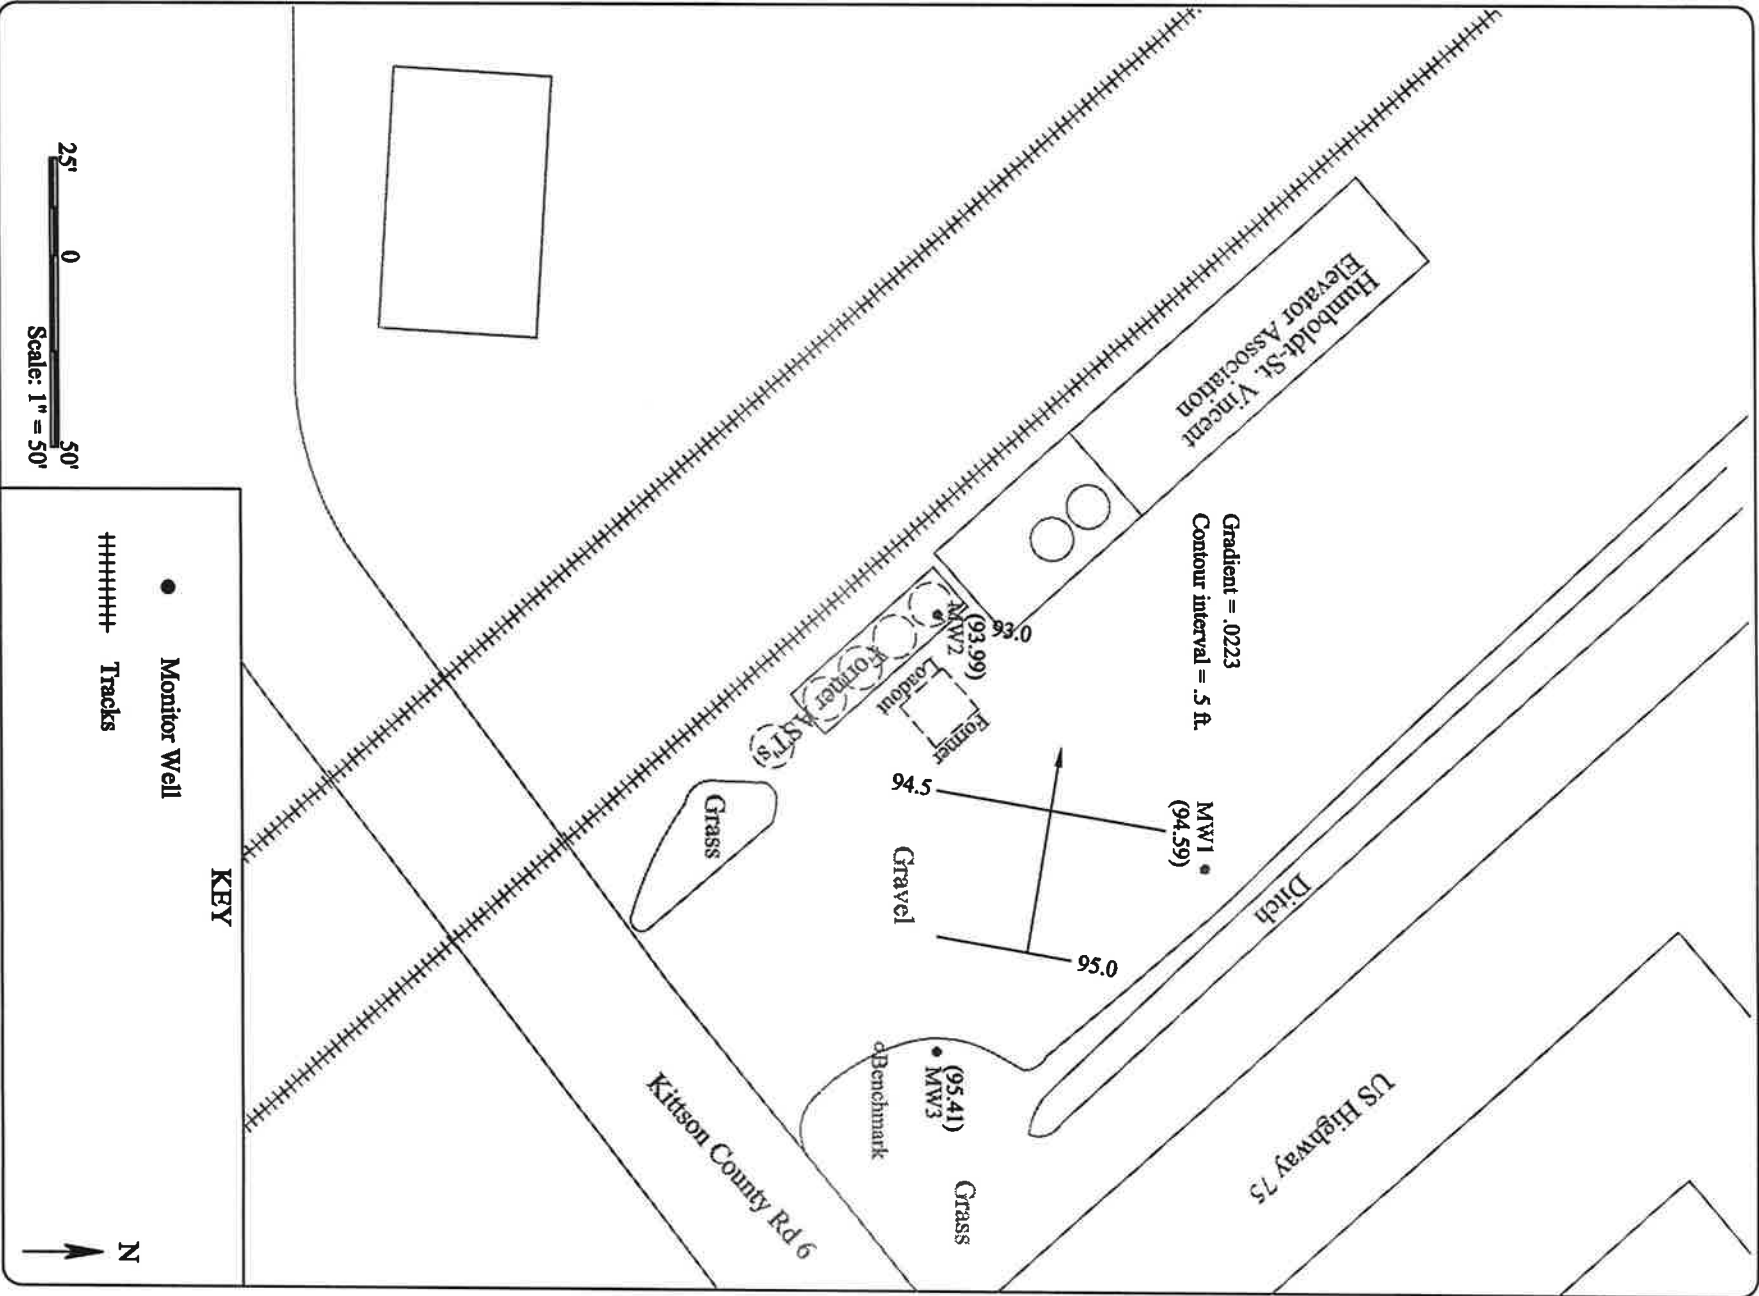 Humboldt-St. Vincent
Elevator Association
Gradient = .0223
Contour interval = .5 ft.
93.0
(93.99)
MW2
Former
Loadout
Former AST's
94.5
MW1
(94.59)
Ditch
Grass
Gravel
95.0
US Highway 75
(95.41)
MW3
Benchmark
Grass
Kittson County Rd 6
25'
0
50'
Scale: 1" = 50'
KEY
Monitor Well
Tracks
N